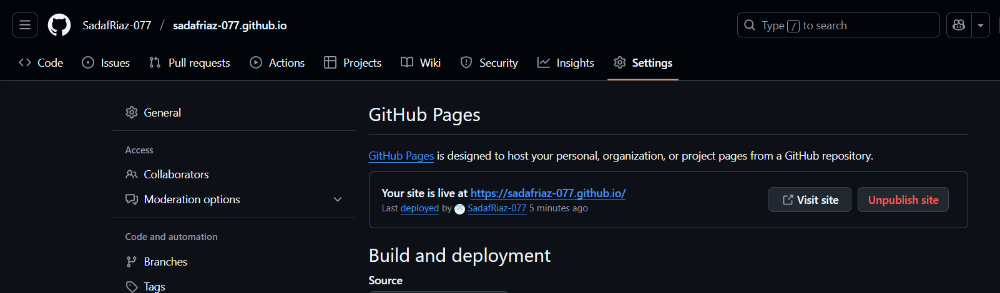 SadafRiaz-077 / sadafriaz-077.github.io
Type / to search
Code Issues Pull requests Actions Projects Wiki Security Insights Settings
General
Access
Collaborators
Moderation options
Code and automation
Branches
Tags
GitHub Pages
GitHub Pages is designed to host your personal, organization, or project pages from a GitHub repository.
Your site is live at https://sadafriaz-077.github.io/
Last deployed by SadafRiaz-077 5 minutes ago
Visit site
Unpublish site
Build and deployment
Source